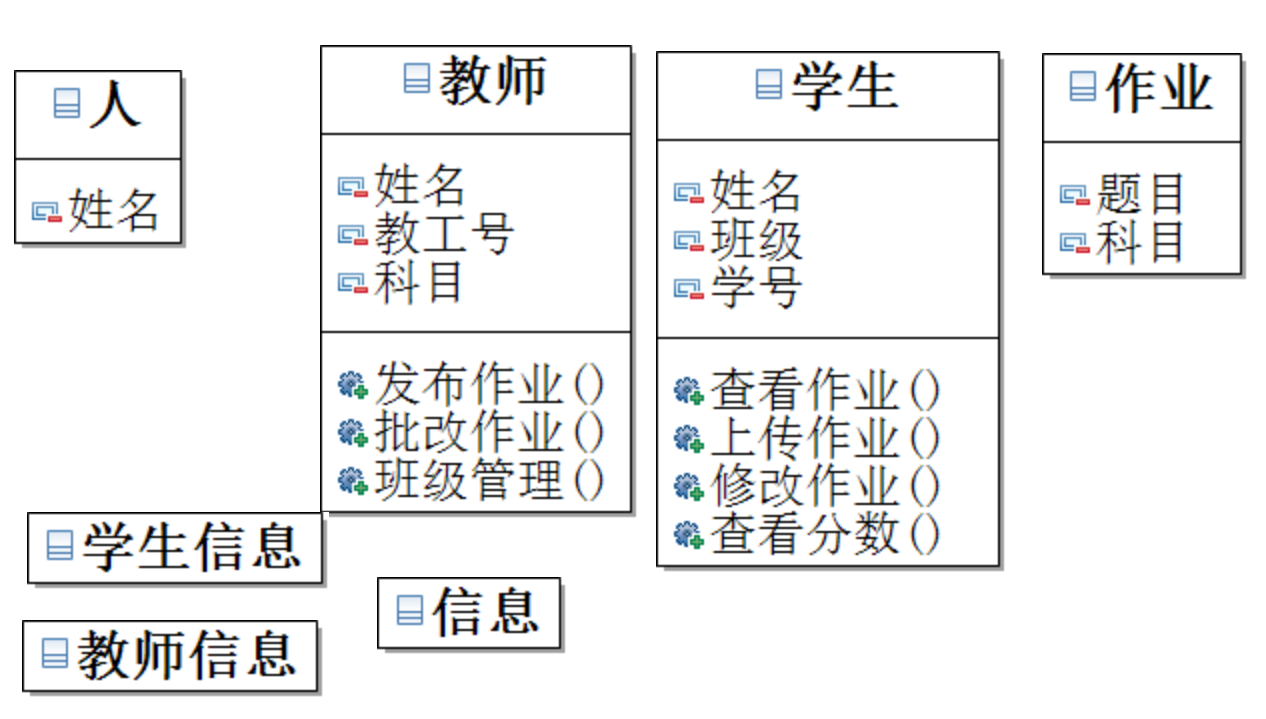 人
姓名
教师
姓名
教工号
科目
发布作业()
批改作业()
班级管理()
学生
姓名
班级
学号
查看作业()
上传作业()
修改作业()
查看分数()
作业
题目
科目
学生信息
教师信息
信息